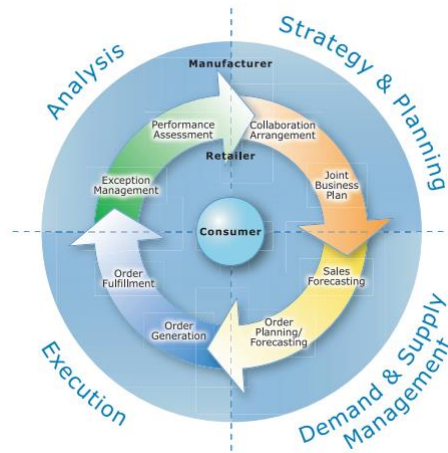 Analysis
Strategy & Planning
Manufacturer
Performance
Assessment
Collaboration
Arrangement
Retailer
Exception
Management
Joint
Business
Plan
Consumer
Order
Fulfillment
Sales
Forecasting
Order
Generation
Order
Planning/
Forecasting
Execution
Demand & Supply
Management